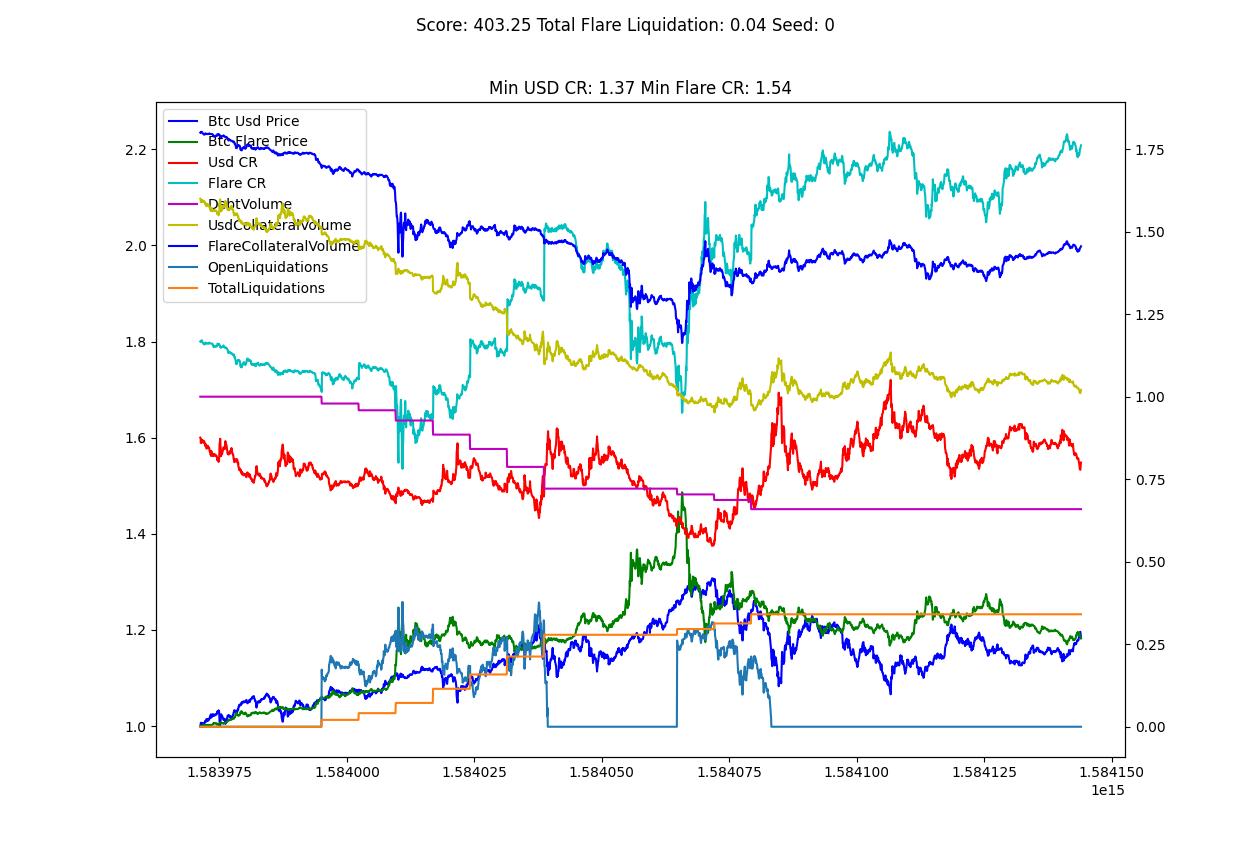 Score: 403.25 Total Flare Liquidation: 0.04 Seed: 0
Min USD CR: 1.37 Min Flare CR: 1.54
Btc Usd Price
Btc Flare Price
Usd CR
Flare CR
DebtVolume
UsdCollateralVolume
FlareCollateralVolume
OpenLiquidations
TotalLiquidations
2.2
2.0
1.8
1.6
1.4
1.2
1.0
1.75
1.50
1.25
1.00
0.75
0.50
0.25
0.00
1.583975
1.584000
1.584025
1.584050
1.584075
1.584100
1.584125
1.584150
1e15